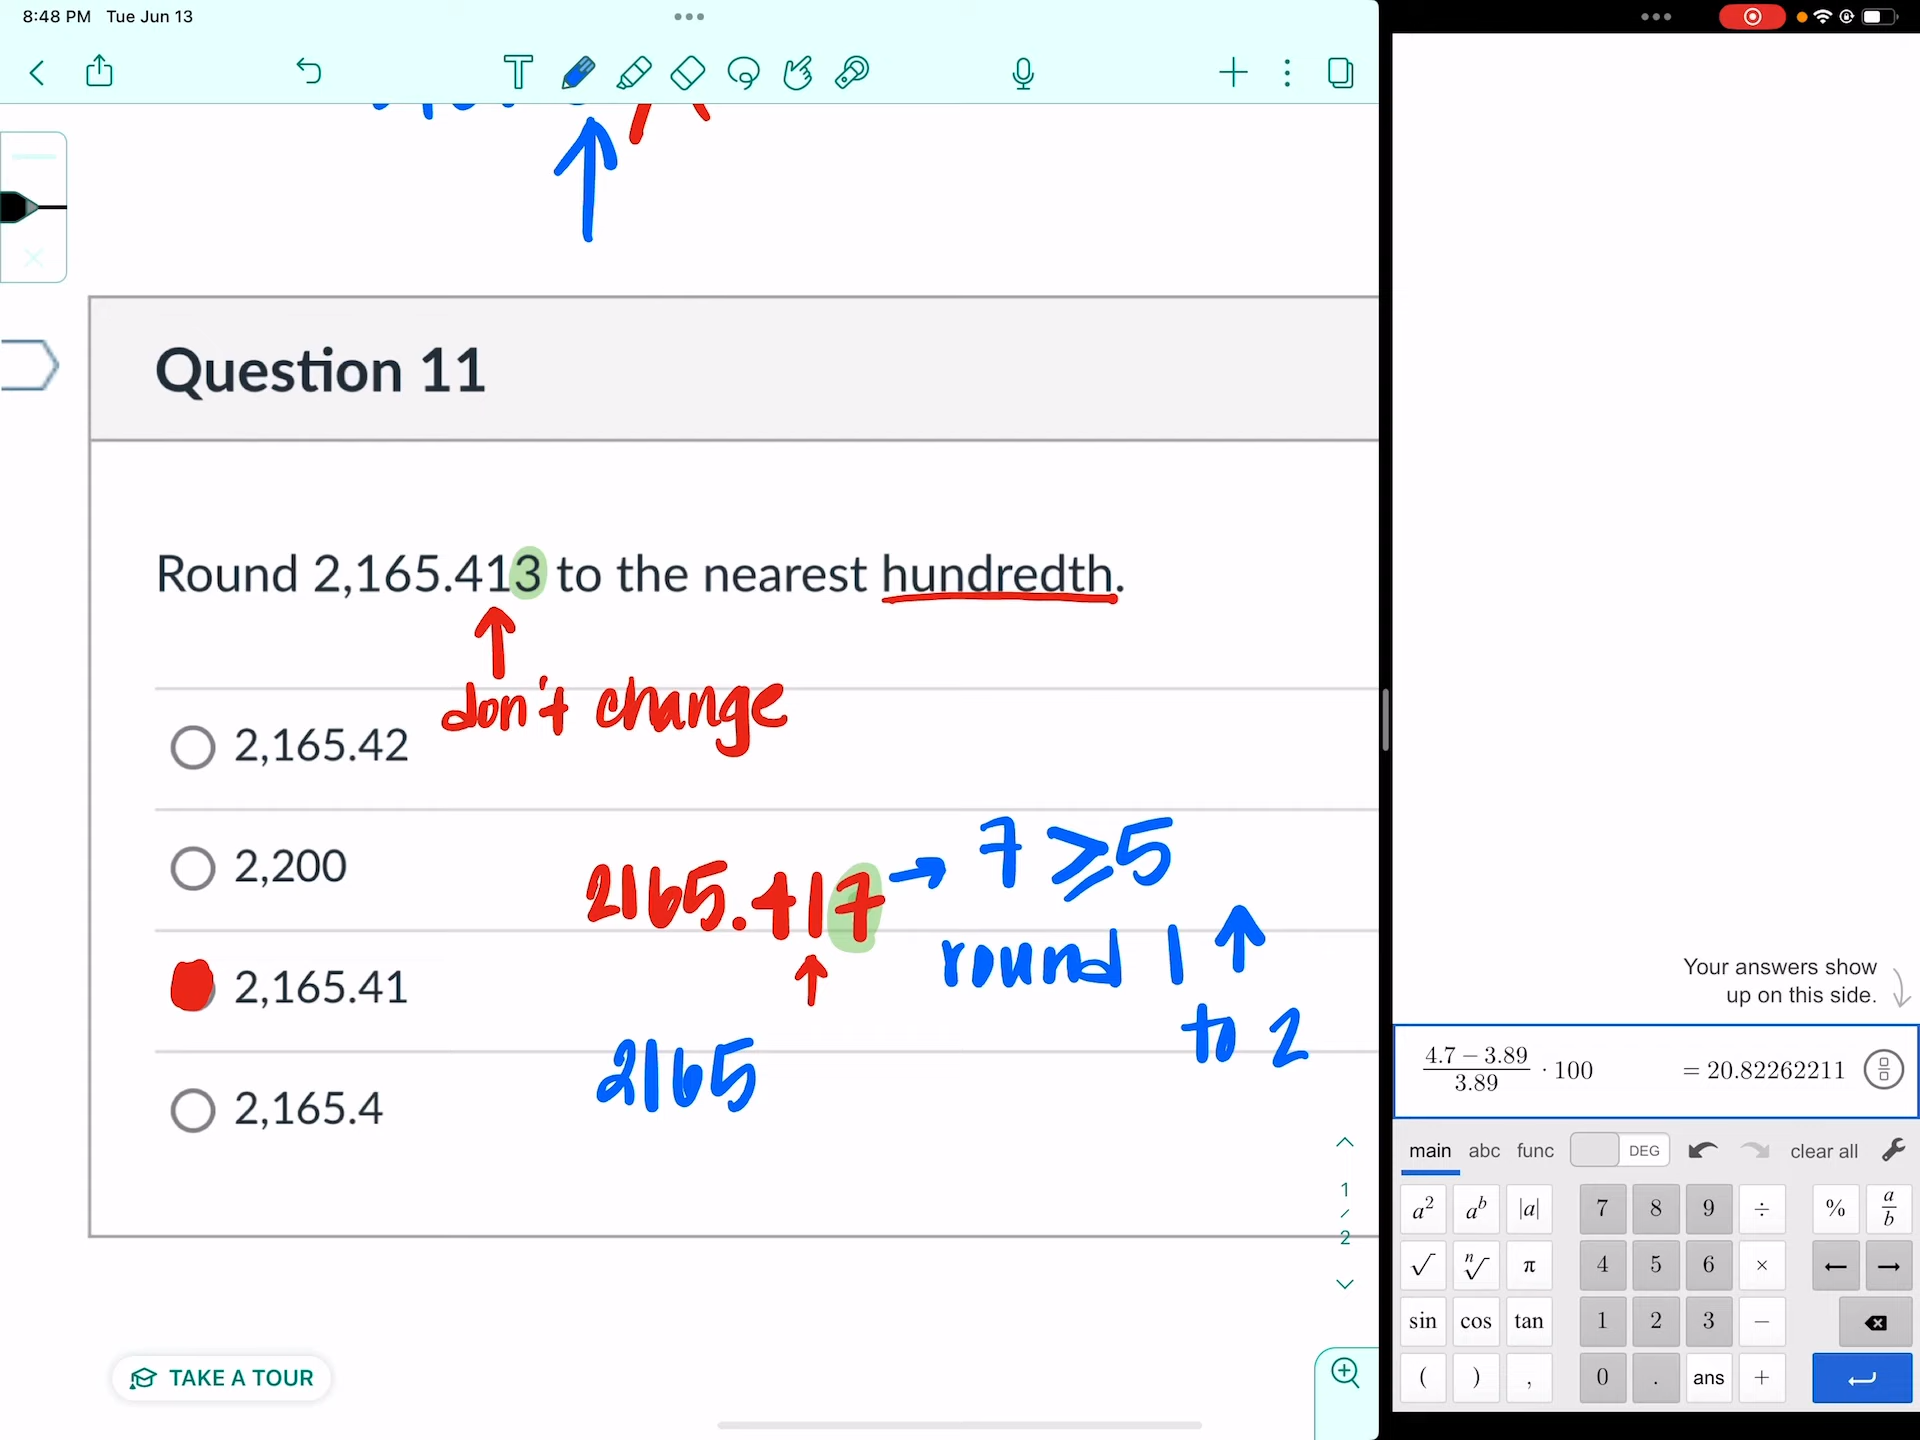 8:48 PM Tue Jun 13
T
Question 11
Round 2,165.413 to the nearest hundredth.
don't change
2,165.42
2,200
2165.417 → 7 ≥ 5
round 1 ↑
to 2
2,165.41
2165
2,165.4
1
/
2
TAKE A TOUR
Your answers show
up on this side.
4.7 − 3.89
3.89
· 100
= 20.82262211
main abc func DEG clear all
a² aᵇ |a| 7 8 9 ÷ % a/b
√ ⁿ√ π 4 5 6 × ← →
sin cos tan 1 2 3 −
( ) , 0 . ans +